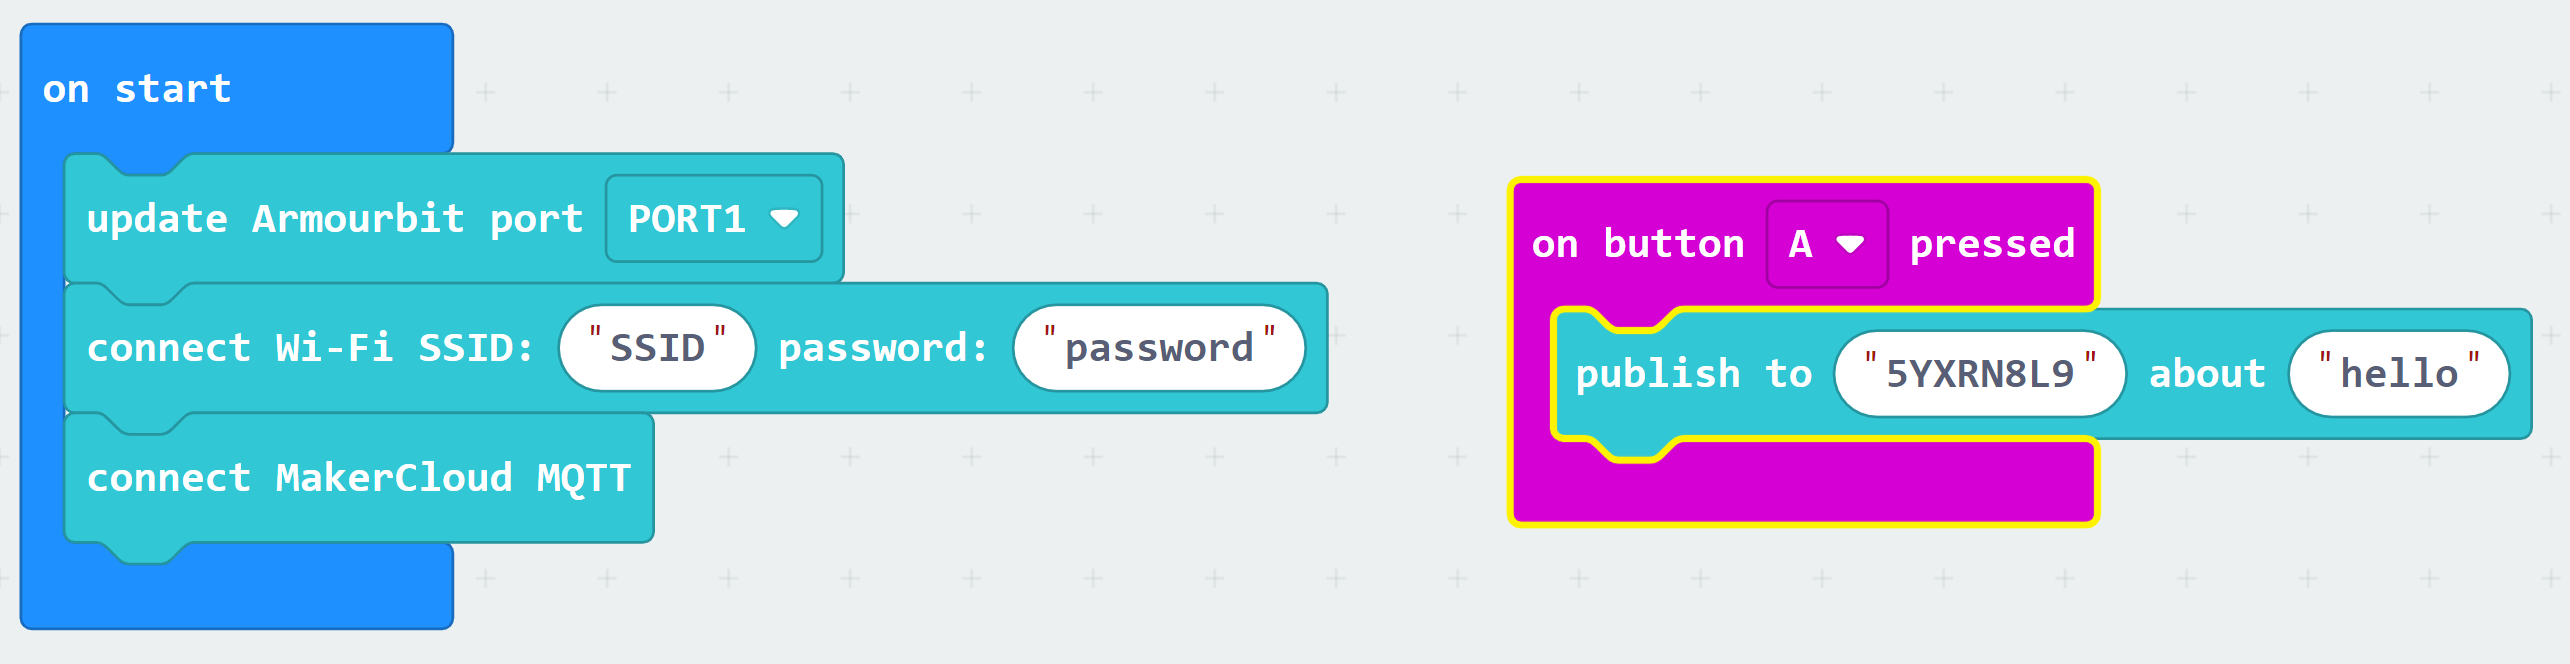 on start
update Armourbit port PORT1
connect Wi-Fi SSID: "SSID" password: "password"
connect MakerCloud MQTT
on button A pressed
publish to "5YXRN8L9" about "hello"